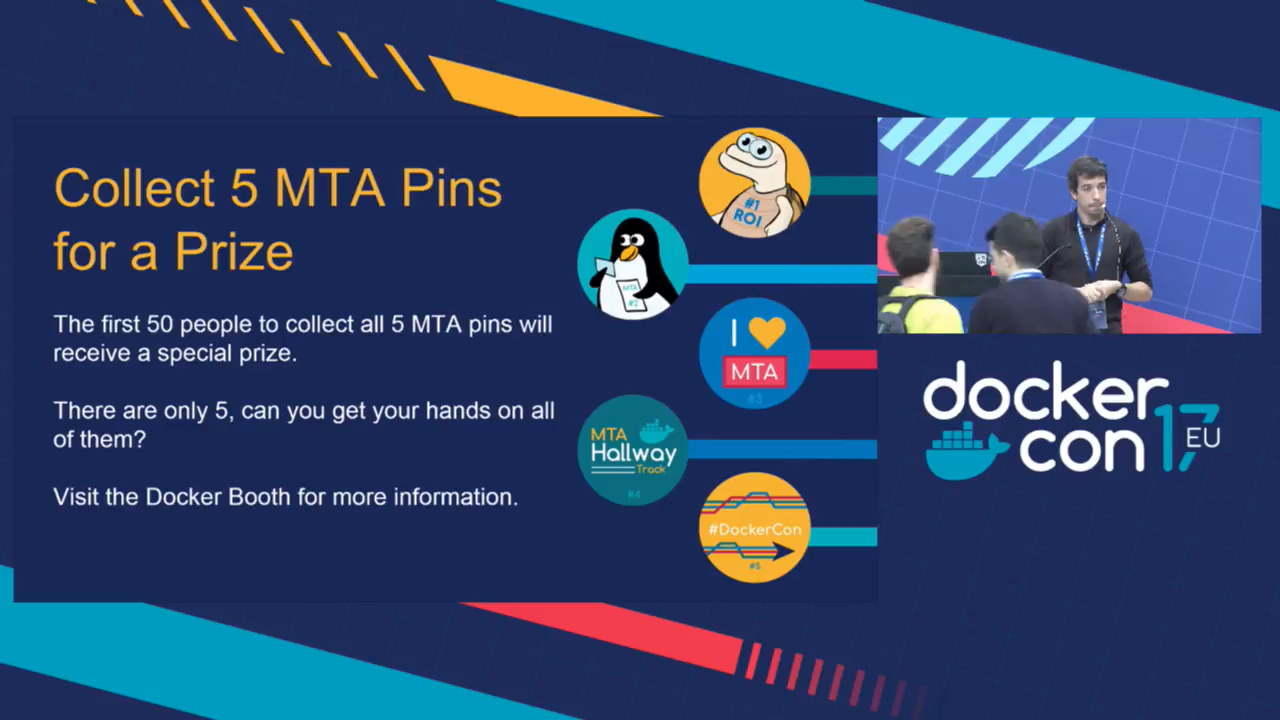 Collect 5 MTA Pins
for a Prize
The first 50 people to collect all 5 MTA pins will
receive a special prize.
There are only 5, can you get your hands on all
of them?
Visit the Docker Booth for more information.
#1
ROI
MTA
#2
I
MTA
#3
MTA
Hallway
Track
#4
#DockerCon
#5
docker
con 17 EU